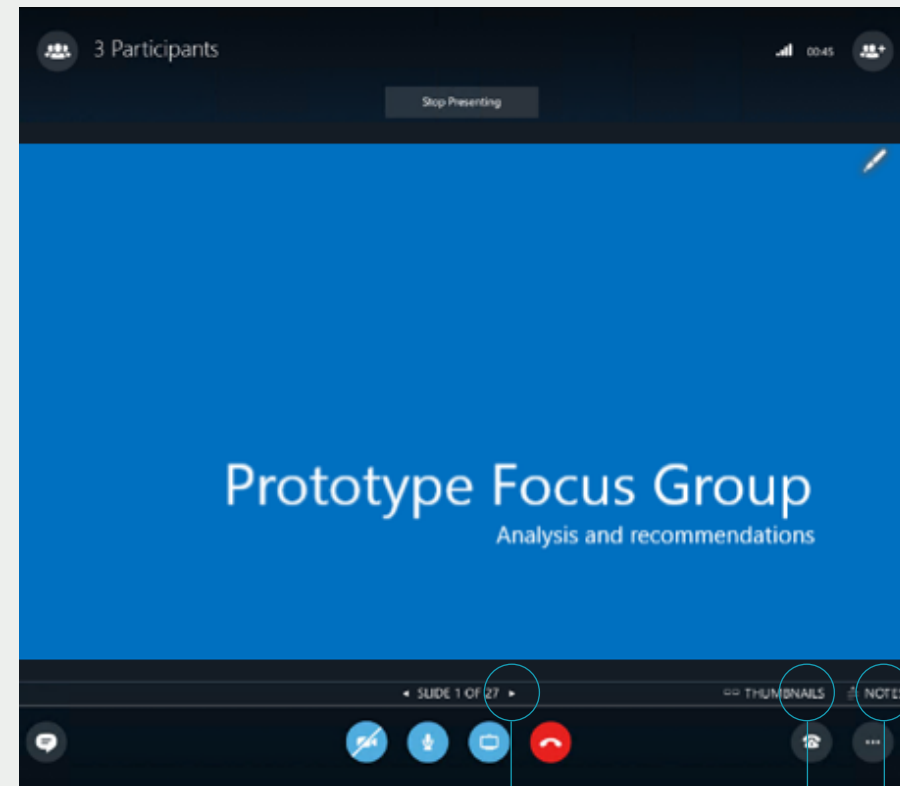 3 Participants
00:45
Stop Presenting
Prototype Focus Group
Analysis and recommendations
SLIDE 1 OF 27
THUMBNAILS
NOTES